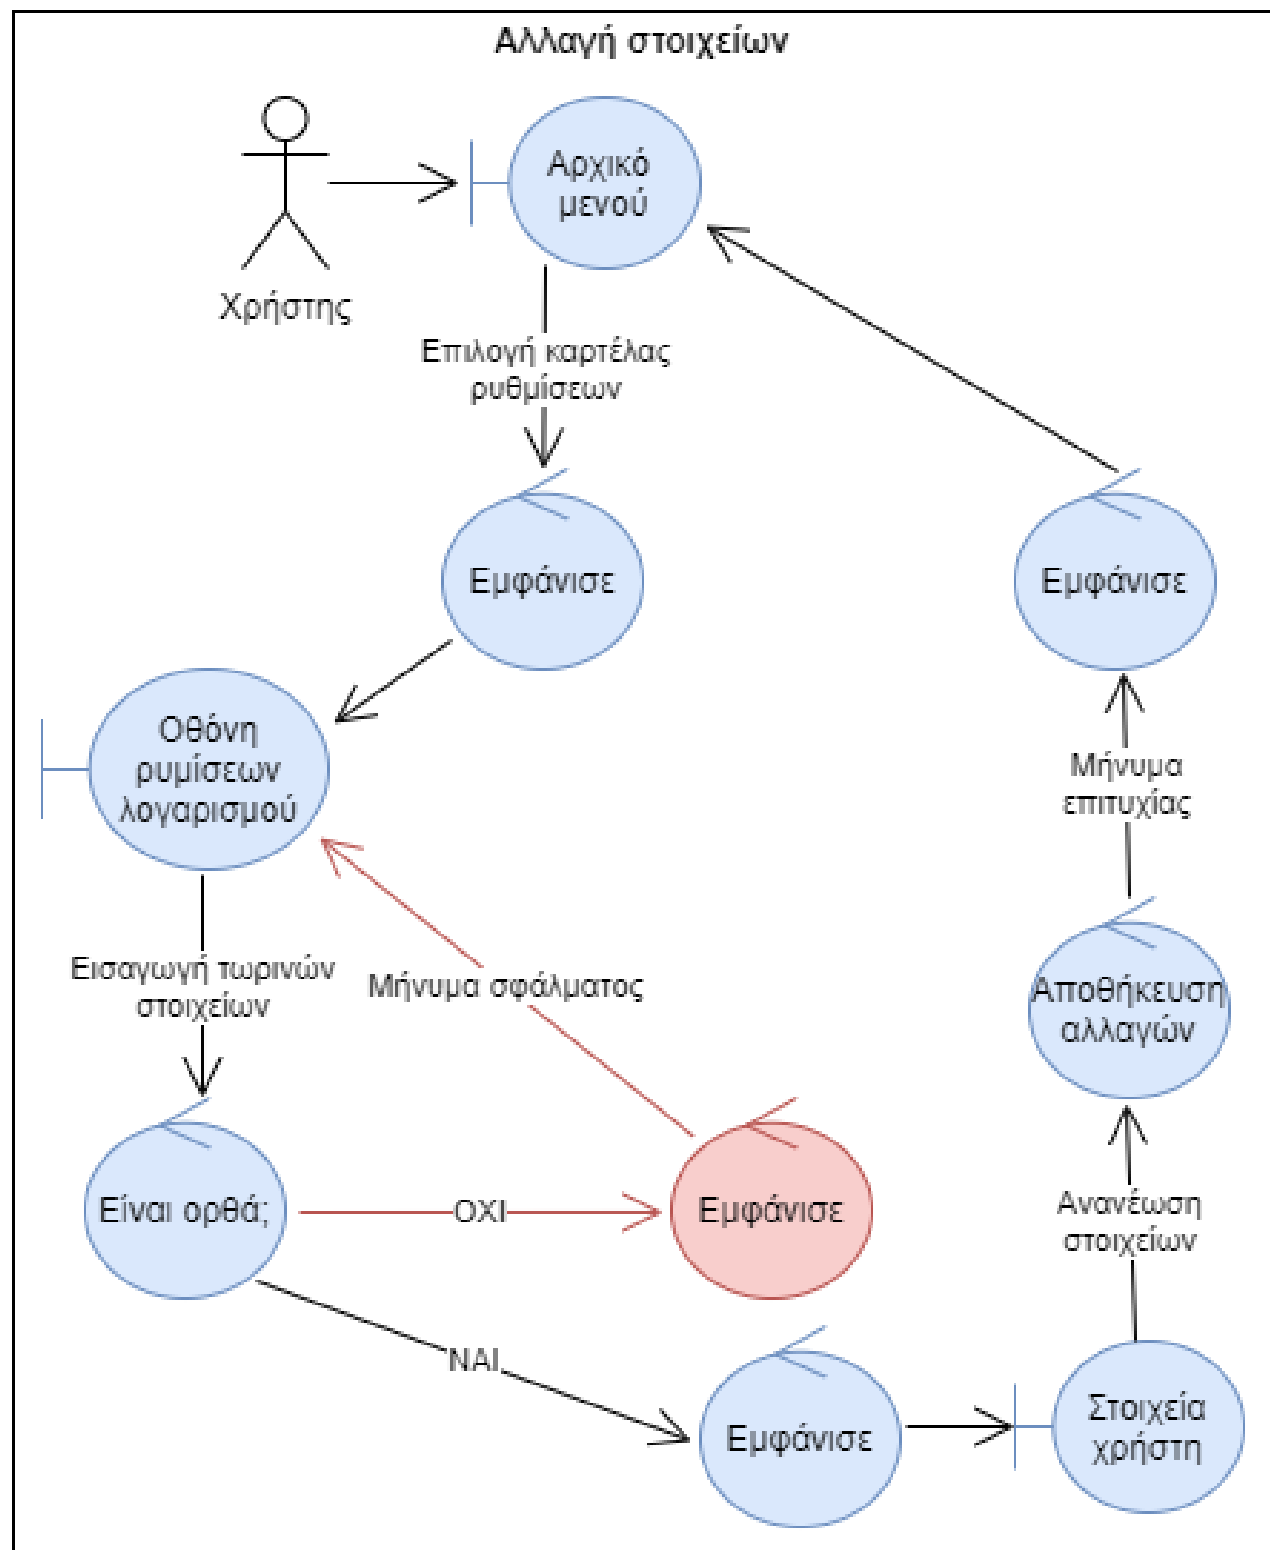 Αλλαγή στοιχείων
Αρχικό
μενού
Χρήστης
Επιλογή καρτέλας
ρυθμίσεων
Εμφάνισε
Εμφάνισε
Οθόνη
ρυμίσεων
λογαρισμού
Μήνυμα
επιτυχίας
Εισαγωγή τωρινών
στοιχείων
Μήνυμα σφάλματος
Αποθήκευση
αλλαγών
Είναι ορθά;
ΟΧΙ
Εμφάνισε
Ανανέωση
στοιχείων
ΝΑΙ
Εμφάνισε
Στοιχεία
χρήστη